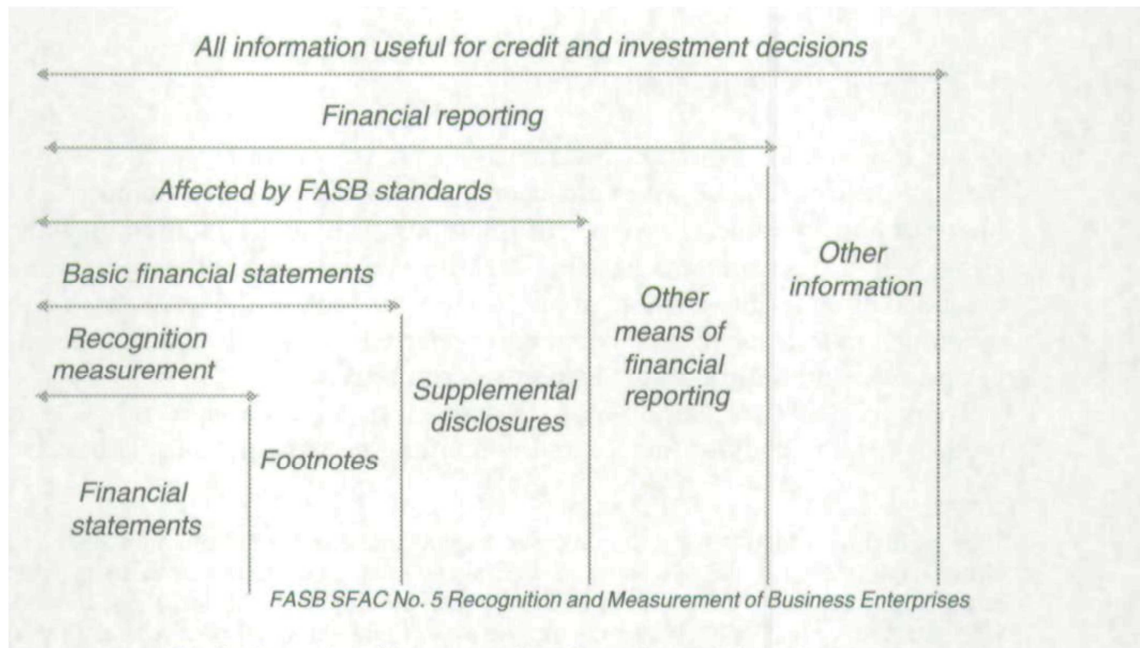 All information useful for credit and investment decisions
Financial reporting
Affected by FASB standards
Basic financial statements
Recognition
measurement
Financial
statements
Footnotes
Supplemental
disclosures
Other
means of
financial
reporting
Other
information
FASB SFAC No. 5 Recognition and Measurement of Business Enterprises